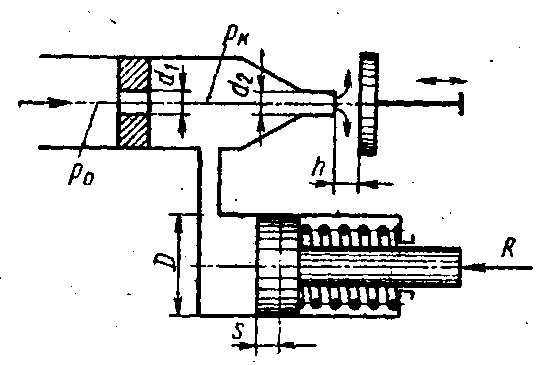 pк
d₁
d₂
p₀
h
D
R
s